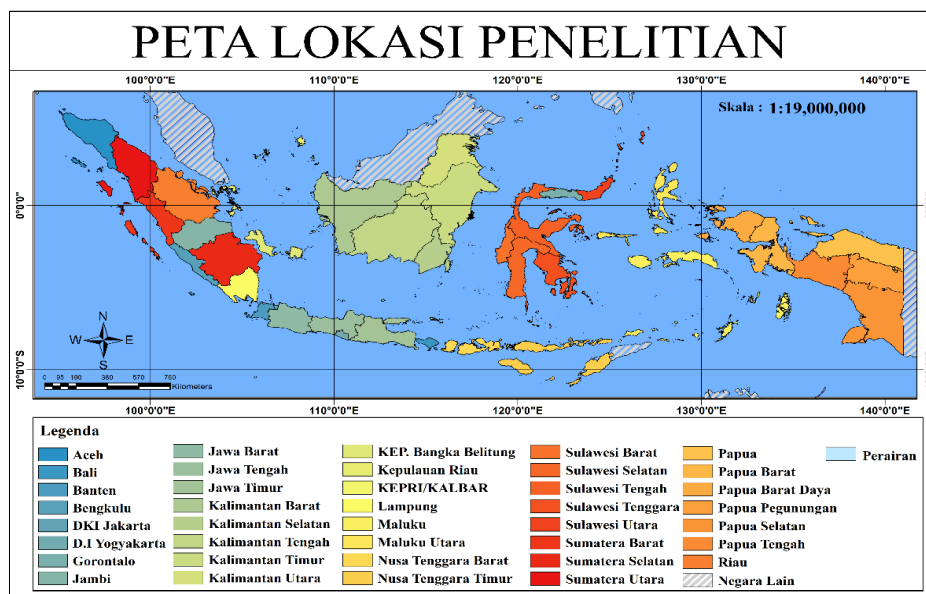 PETA LOKASI PENELITIAN
100°0'0"E 110°0'0"E 120°0'0"E 130°0'0"E 140°0'0"E
Skala : 1:19,000,000
0°0'0"
0°0'0"
N
W E
S
10°0'0"S
10°0'0"S
0 95 190 380 570 760
Kilometers
100°0'0"E 110°0'0"E 120°0'0"E 130°0'0"E 140°0'0"E
Legenda
Aceh
Bali
Banten
Bengkulu
DKI Jakarta
D.I Yogyakarta
Gorontalo
Jambi
Jawa Barat
Jawa Tengah
Jawa Timur
Kalimantan Barat
Kalimantan Selatan
Kalimantan Tengah
Kalimantan Timur
Kalimantan Utara
KEP. Bangka Belitung
Kepulauan Riau
KEPRI/KALBAR
Lampung
Maluku
Maluku Utara
Nusa Tenggara Barat
Nusa Tenggara Timur
Sulawesi Barat
Sulawesi Selatan
Sulawesi Tengah
Sulawesi Tenggara
Sulawesi Utara
Sumatera Barat
Sumatera Selatan
Sumatera Utara
Papua
Papua Barat
Papua Barat Daya
Papua Pegunungan
Papua Selatan
Papua Tengah
Riau
Negara Lain
Perairan